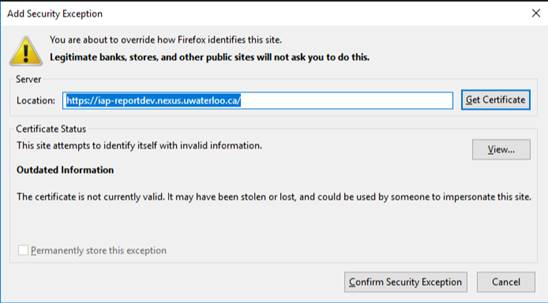 Add Security Exception
You are about to override how Firefox identifies this site.
Legitimate banks, stores, and other public sites will not ask you to do this.
Server
Location: https://iap-reportdev.nexus.uwaterloo.ca/ Get Certificate
Certificate Status
This site attempts to identify itself with invalid information. View...
Outdated Information
The certificate is not currently valid. It may have been stolen or lost, and could be used by someone to impersonate this site.
Permanently store this exception
Confirm Security Exception Cancel